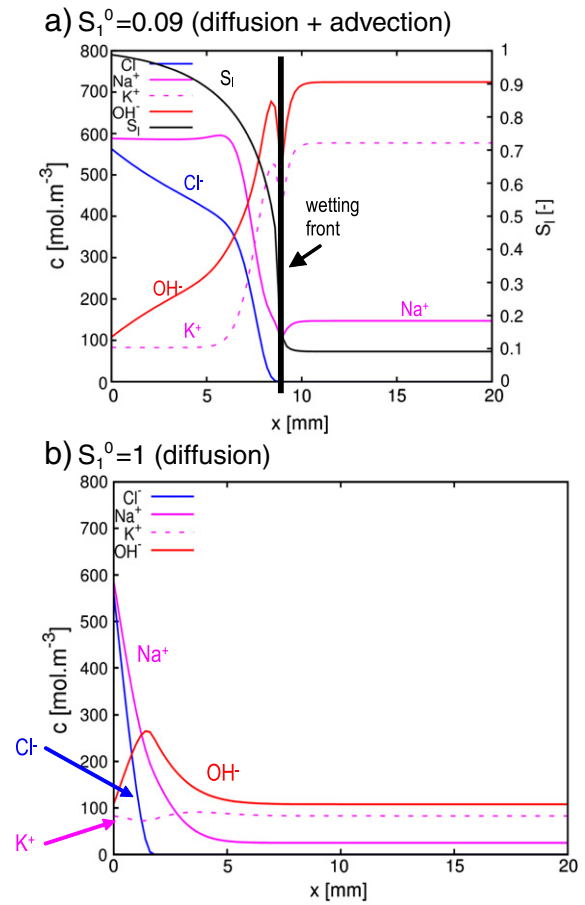 a) S₁⁰=0.09 (diffusion + advection)
Cl⁻
Na⁺
K⁺
OH⁻
Sₗ
800
700
600
500
400
300
200
100
0
c [mol.m⁻³]
Sₗ
Cl⁻
OH⁻
K⁺
wetting
front
Na⁺
1
0.9
0.8
0.7
0.6
0.5
0.4
0.3
0.2
0.1
0
Sₗ [-]
0 5 10 15 20
x [mm]
b) S₁⁰=1 (diffusion)
Cl⁻
Na⁺
K⁺
OH⁻
800
700
600
500
400
300
200
100
0
c [mol.m⁻³]
Na⁺
Cl⁻
OH⁻
K⁺
0 5 10 15 20
x [mm]